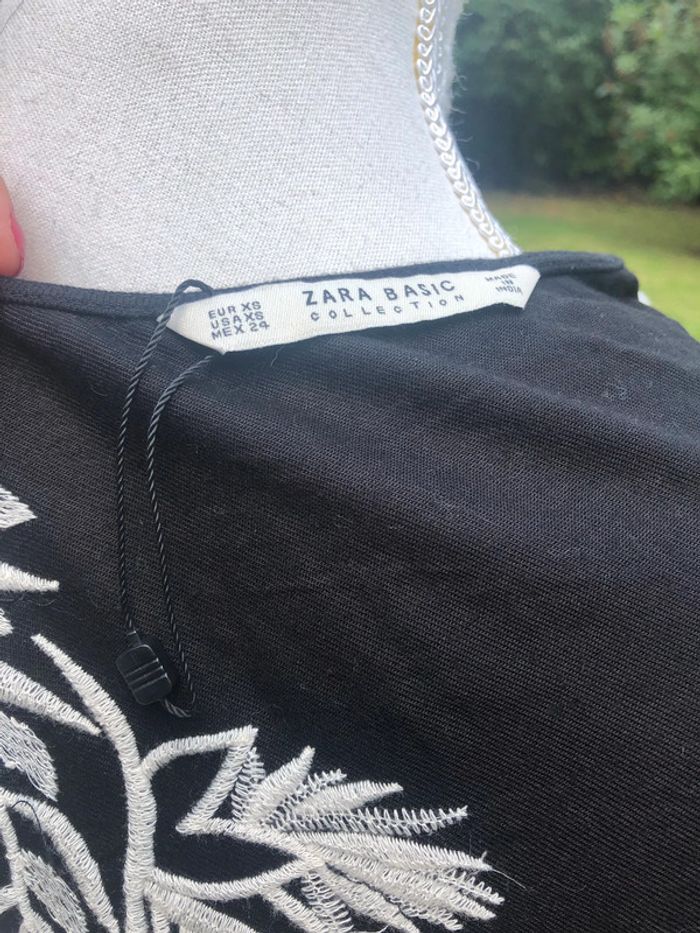 EUR XS
USA XS
MEX 24
ZARA BASIC
COLLECTION
MADE
IN
INDIA